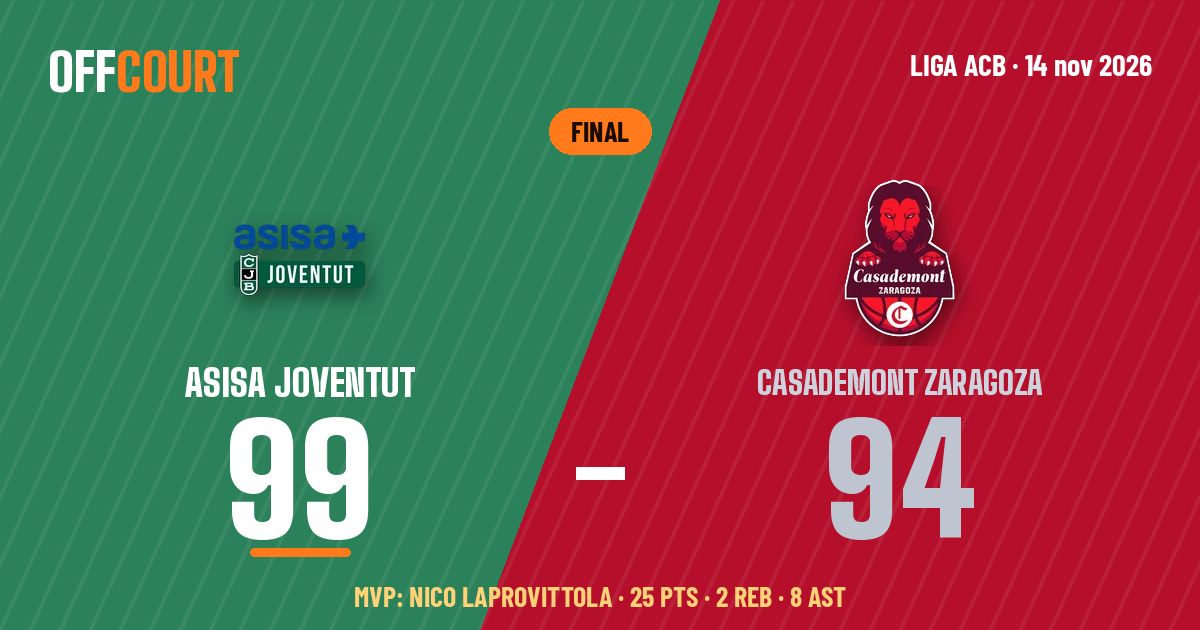 OFFCOURT
LIGA ACB · 14 nov 2026
FINAL
asisa+
CJB
JOVENTUT
Casademont
ZARAGOZA
C
ASISA JOVENTUT
CASADEMONT ZARAGOZA
99
–
94
MVP: NICO LAPROVITTOLA · 25 PTS · 2 REB · 8 AST